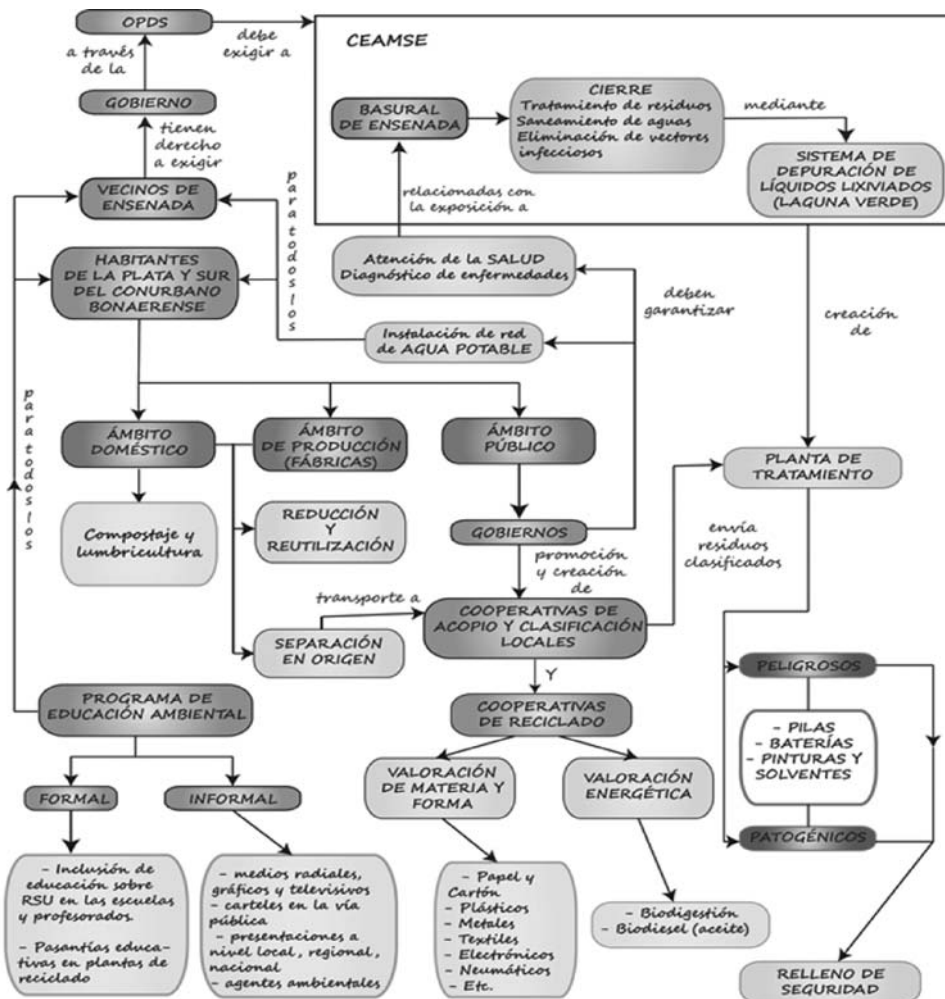 OPDS
debe
exigir a
CEAMSE
a través
de la
GOBIERNO
tienen
derecho
a exigir
VECINOS DE
ENSENADA
BASURAL
DE ENSENADA
CIERRE
Tratamiento de residuos
Saneamiento de aguas
Eliminación de vectores
infecciosos
mediante
SISTEMA DE
DEPURACIÓN DE
LÍQUIDOS LIXIVIADOS
(LAGUNA VERDE)
relacionadas con
la exposición a
para todos los
HABITANTES
DE LA PLATA Y SUR
DEL CONURBANO
BONAERENSE
Atención de la SALUD
Diagnóstico de enfermedades
deben
garantizar
creación
de
Instalación de red
de AGUA POTABLE
para todos los
ÁMBITO
DOMÉSTICO
ÁMBITO
DE PRODUCCIÓN
(FÁBRICAS)
ÁMBITO
PÚBLICO
PLANTA DE
TRATAMIENTO
Compostaje y
lumbricultura
REDUCCIÓN
Y
REUTILIZACIÓN
GOBIERNOS
promoción
y creación
de
envía
residuos
clasificados
transporte a
SEPARACIÓN
EN ORIGEN
COOPERATIVAS DE
ACOPIO Y CLASIFICACIÓN
LOCALES
Y
COOPERATIVAS
DE RECICLADO
PELIGROSOS
- PILAS
- BATERÍAS
- PINTURAS Y
SOLVENTES
PATOGÉNICOS
PROGRAMA DE
EDUCACIÓN AMBIENTAL
FORMAL
INFORMAL
VALORACIÓN
DE MATERIA Y
FORMA
VALORACIÓN
ENERGÉTICA
- Inclusión de
educación sobre
RSU en las escuelas
y profesorados.
- Pasantías educa-
tivas en plantas de
reciclado
- medios radiales,
gráficos y televisivos
- carteles en la vía
pública
- presentaciones a
nivel local, regional,
nacional
- agentes ambientales
- Papel y
Cartón
- Plásticos
- Metales
- Textiles
- Electrónicos
- Neumáticos
- Etc.
- Biodigestión
- Biodiesel (aceite)
RELLENO DE
SEGURIDAD